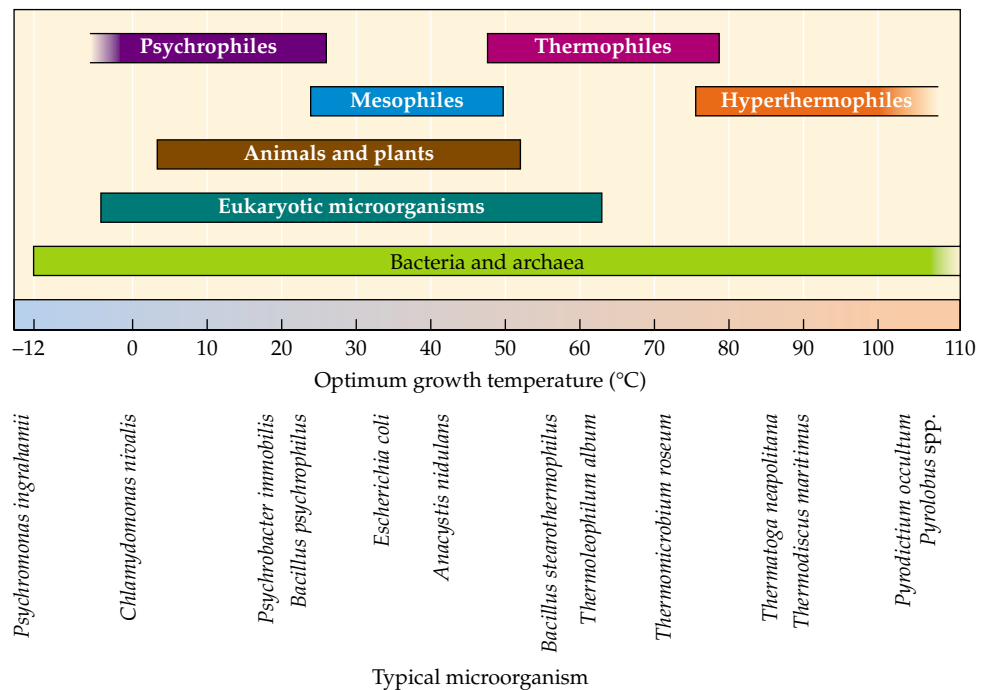 Psychrophiles
Thermophiles
Mesophiles
Hyperthermophiles
Animals and plants
Eukaryotic microorganisms
Bacteria and archaea
–12 0 10 20 30 40 50 60 70 80 90 100 110
Optimum growth temperature (°C)
Psychromonas ingrahamii
Chlamydomonas nivalis
Psychrobacter immobilis
Bacillus psychrophilus
Escherichia coli
Anacystis nidulans
Bacillus stearothermophilus
Thermoleophilum album
Thermomicrobium roseum
Thermatoga neapolitana
Thermodiscus maritimus
Pyrodictium occultum
Pyrolobus spp.
Typical microorganism